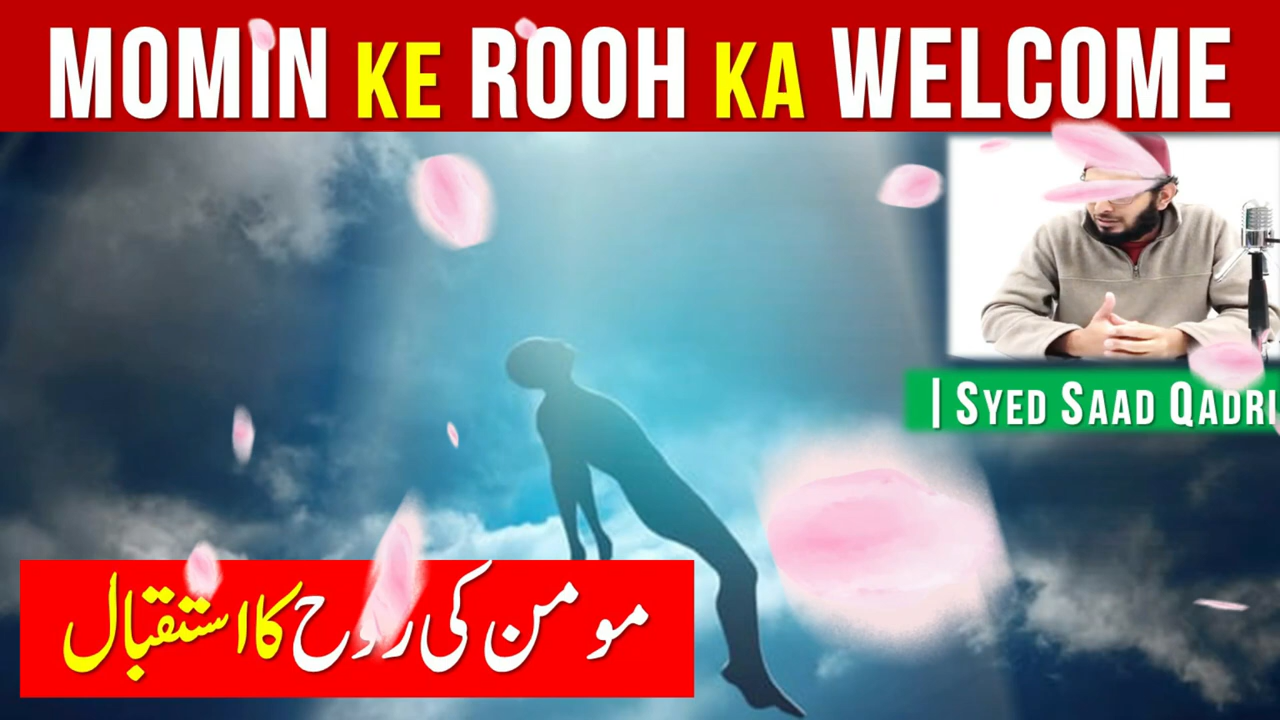 MOMIN KE ROOH KA WELCOME
| SYED SAAD QADRI
مومن کی روح کا استقبال